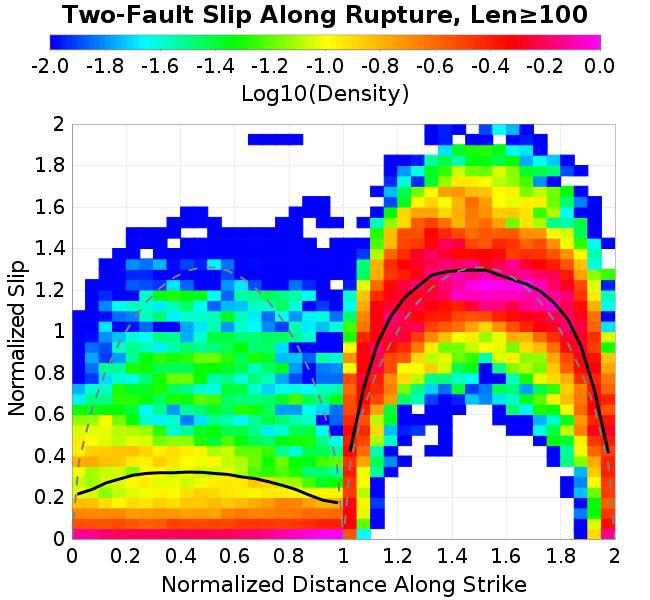 Two-Fault Slip Along Rupture, Len≥100
-2.0 -1.8 -1.6 -1.4 -1.2 -1.0 -0.8 -0.6 -0.4 -0.2 0.0
Log10(Density)
2
1.8
1.6
1.4
1.2
1
0.8
0.6
0.4
0.2
0
Normalized Slip
0 0.2 0.4 0.6 0.8 1 1.2 1.4 1.6 1.8 2
Normalized Distance Along Strike